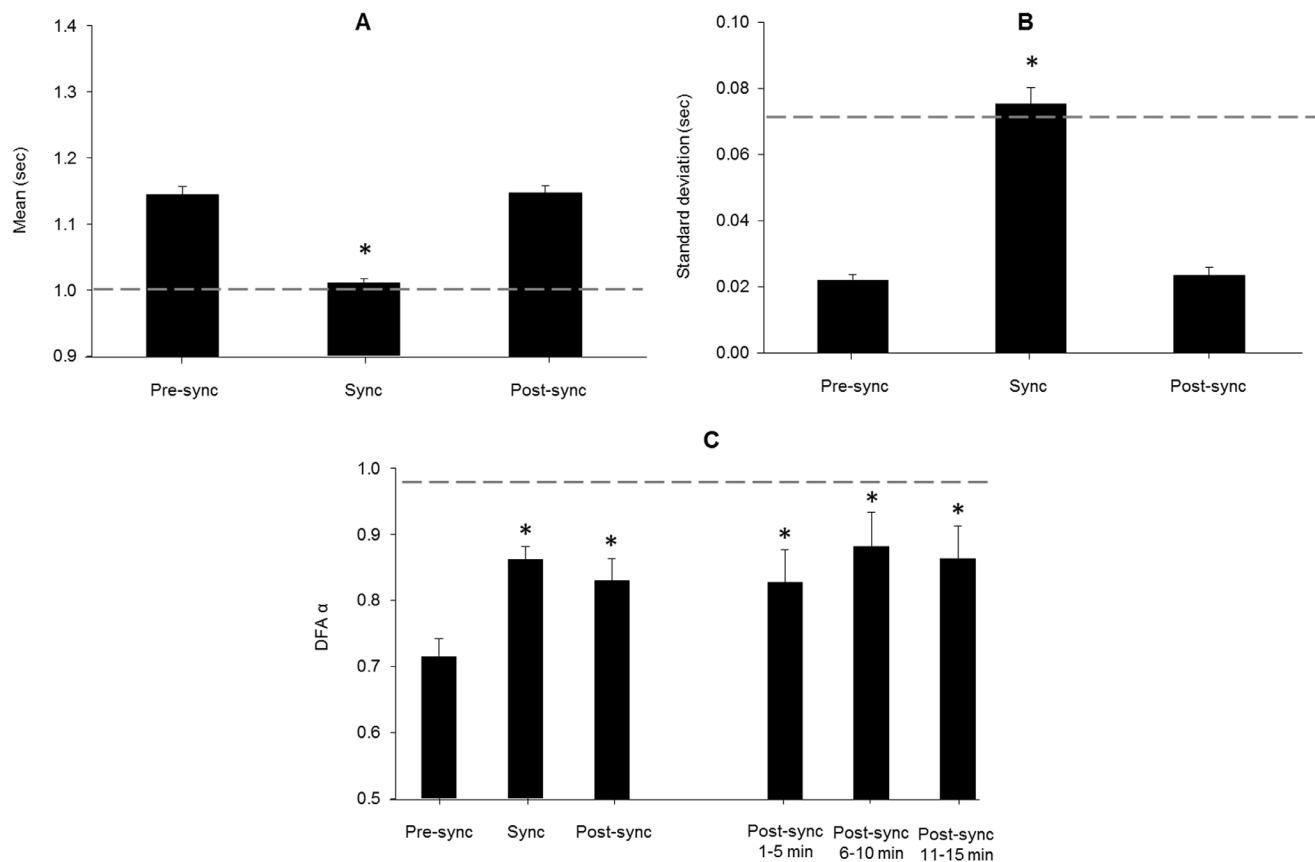 A
Mean (sec)
1.4
1.3
1.2
1.1
1.0
0.9
*
Pre-sync Sync Post-sync
B
Standard deviation (sec)
0.10
0.08
0.06
0.04
0.02
0.00
*
Pre-sync Sync Post-sync
C
DFA α
1.0
0.9
0.8
0.7
0.6
0.5
* * * * *
Pre-sync Sync Post-sync Post-sync Post-sync Post-sync
1-5 min 6-10 min 11-15 min